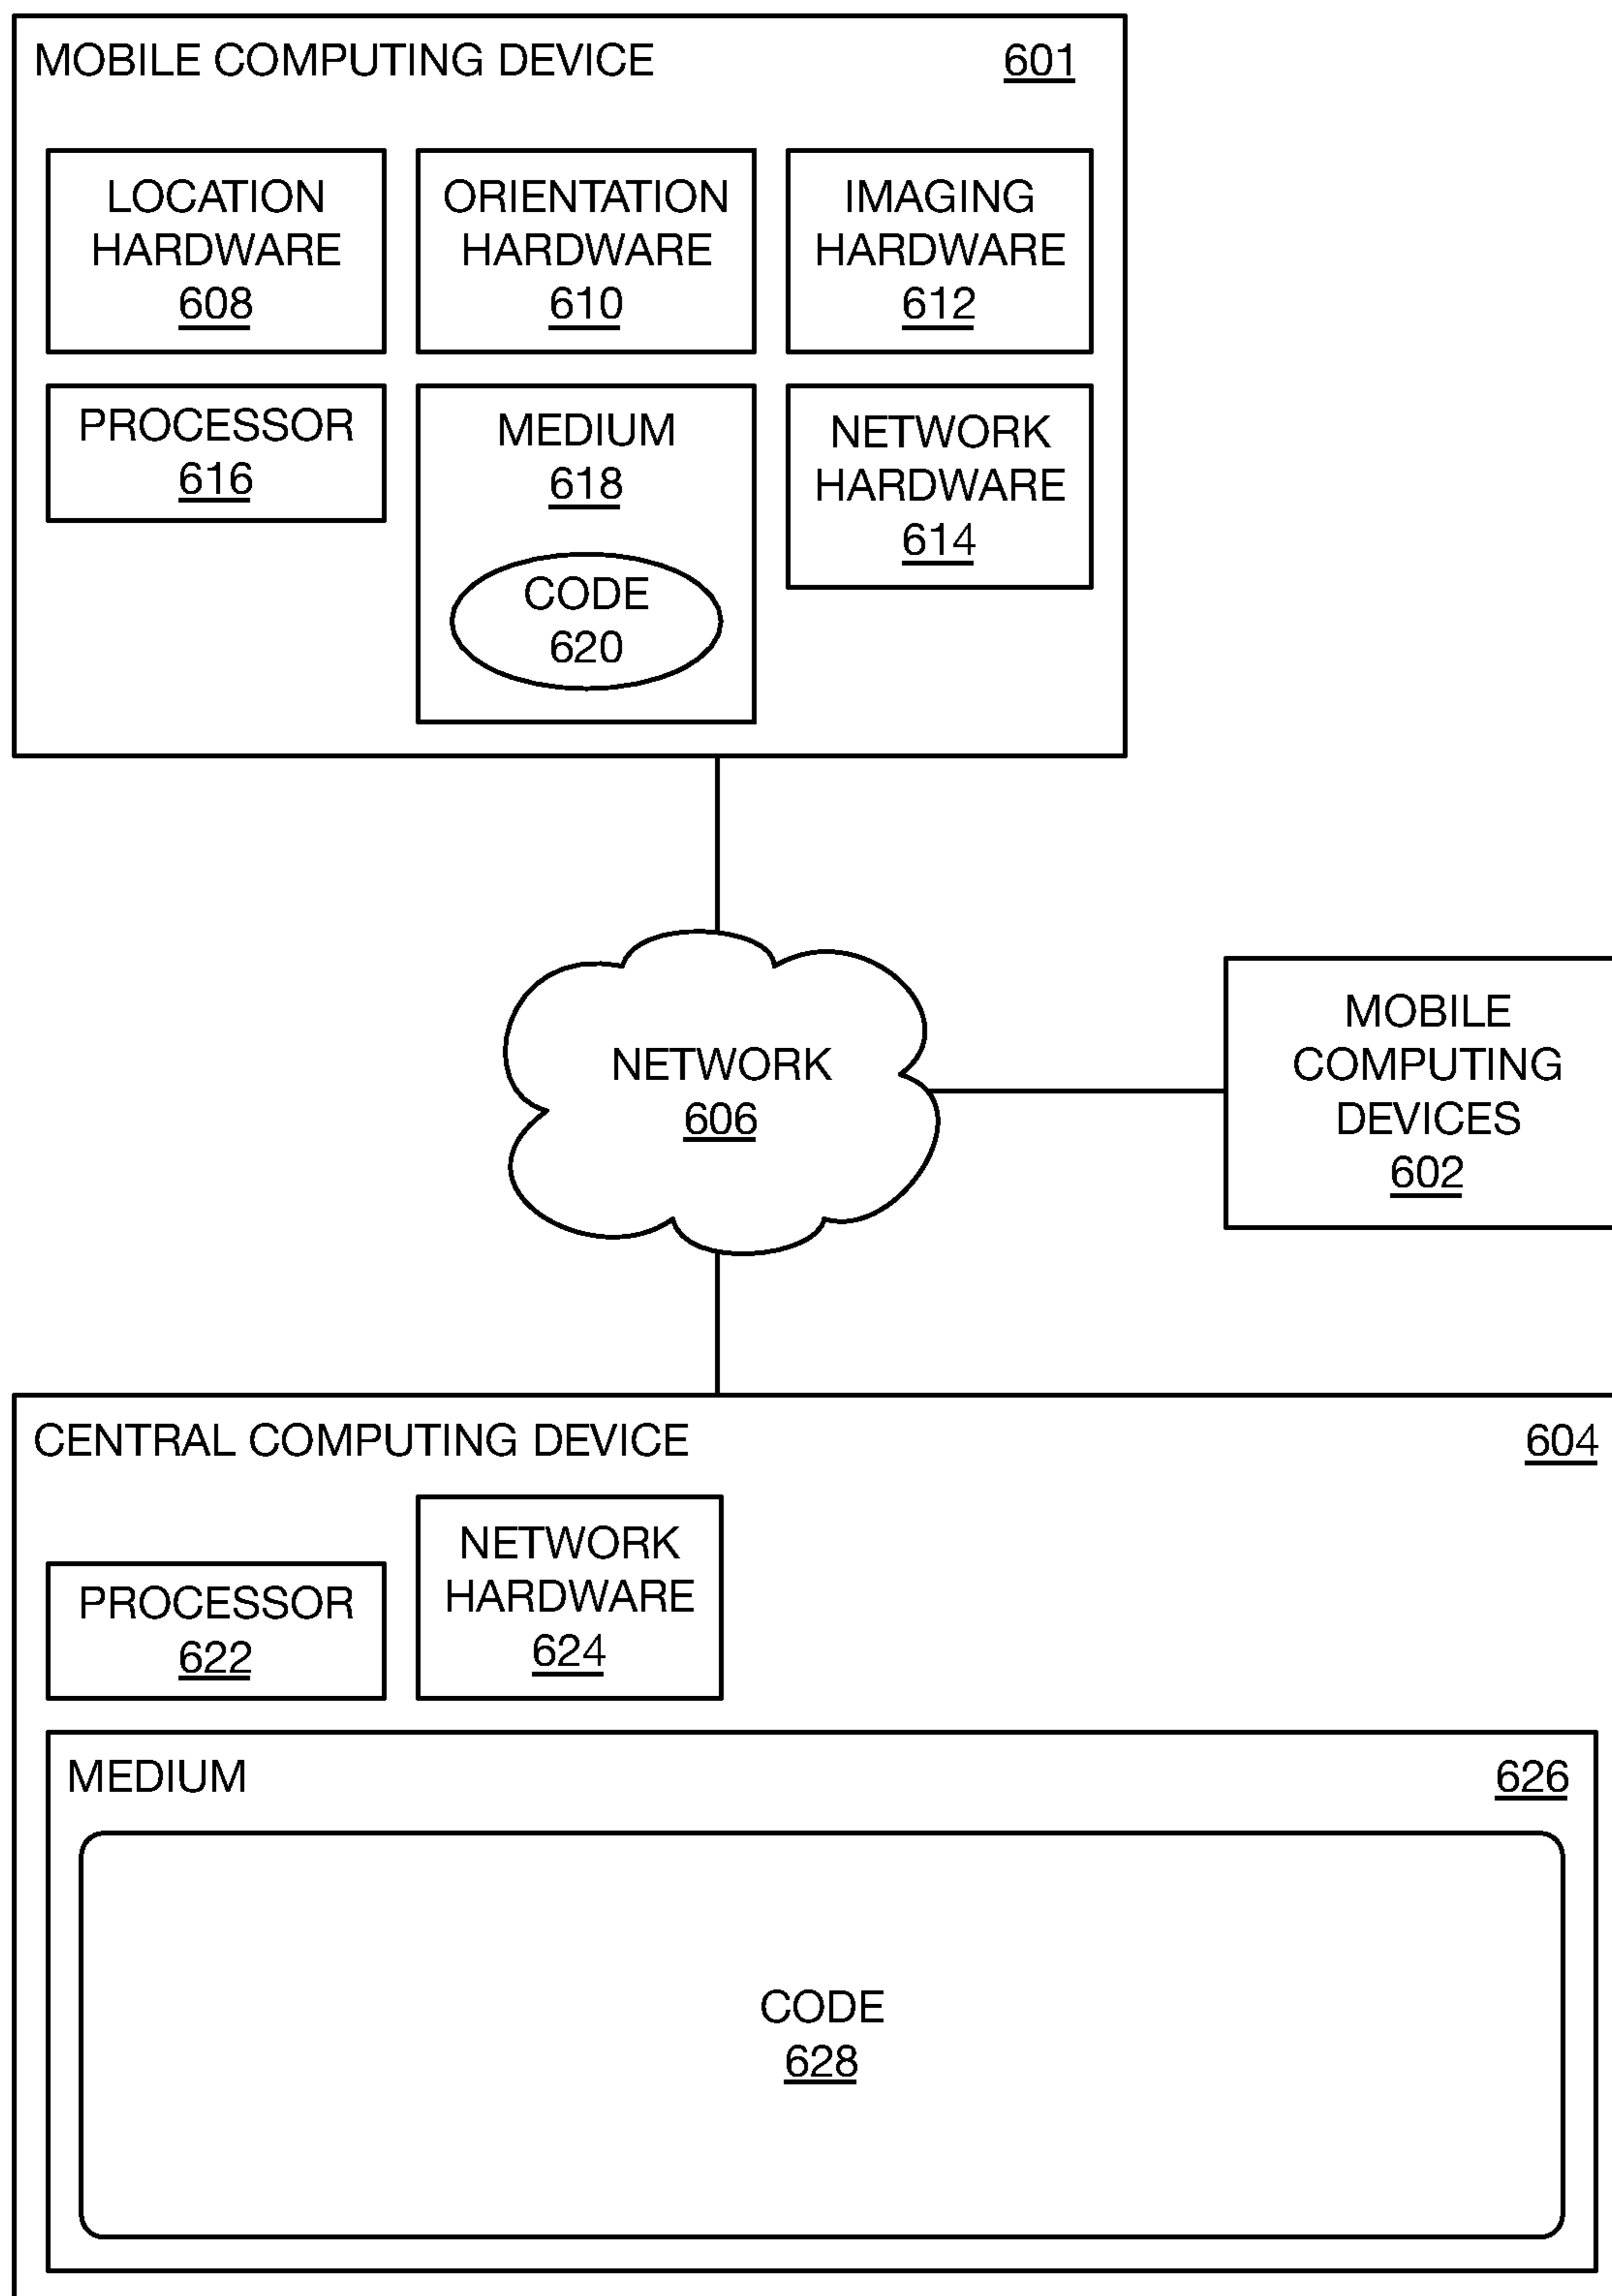 MOBILE COMPUTING DEVICE 601
LOCATION
HARDWARE
608
ORIENTATION
HARDWARE
610
IMAGING
HARDWARE
612
PROCESSOR
616
MEDIUM
618
CODE
620
NETWORK
HARDWARE
614
NETWORK
606
MOBILE
COMPUTING
DEVICES
602
CENTRAL COMPUTING DEVICE 604
PROCESSOR
622
NETWORK
HARDWARE
624
MEDIUM 626
CODE
628